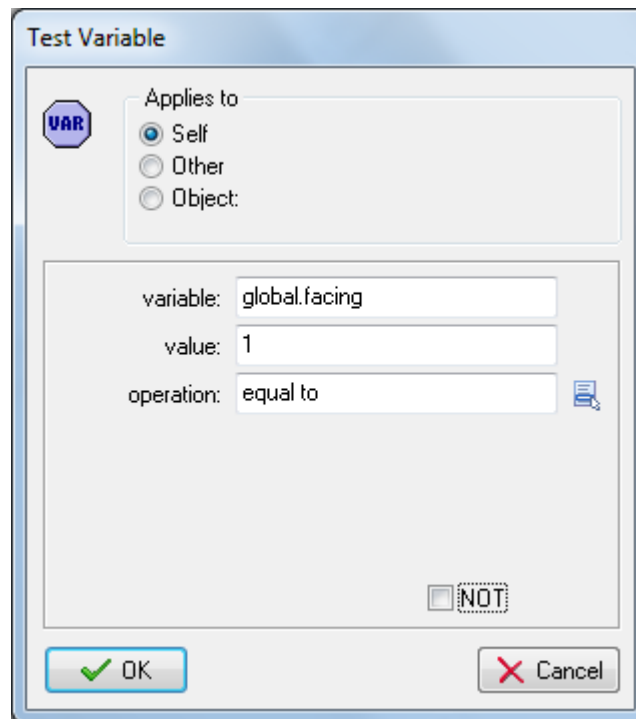 Test Variable
VAR
Applies to
Self
Other
Object:
variable: global.facing
value: 1
operation: equal to
NOT
OK Cancel